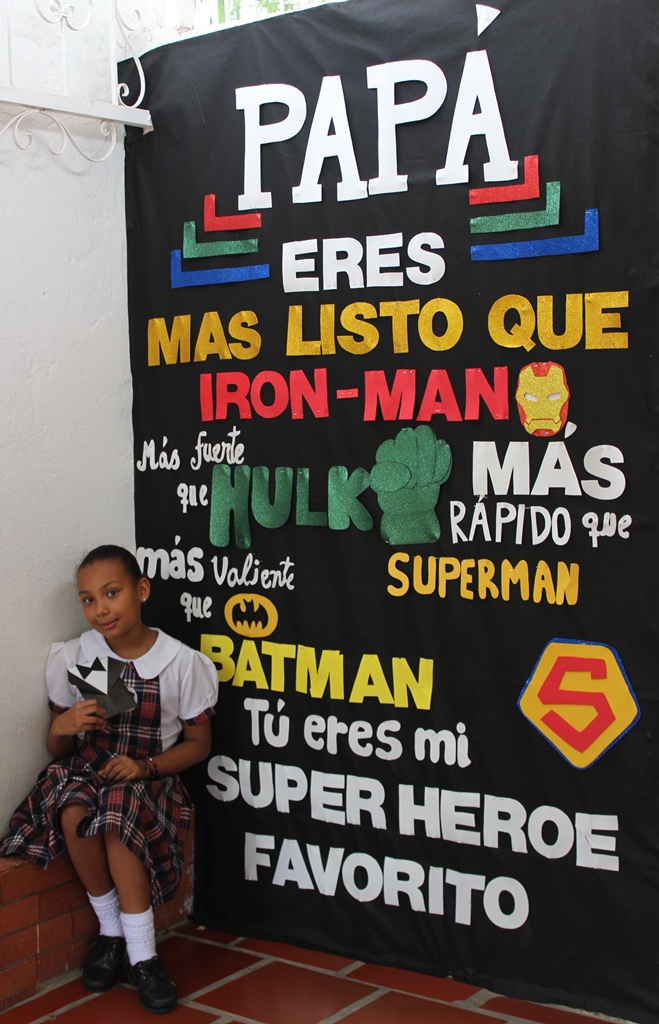 PAPÁ
ERES
MAS LISTO QUE
IRON-MAN
Más fuerte
que HULK
MÁS
RÁPIDO que
SUPERMAN
más Valiente
que BATMAN
S
Tú eres mi
SUPER HEROE
FAVORITO